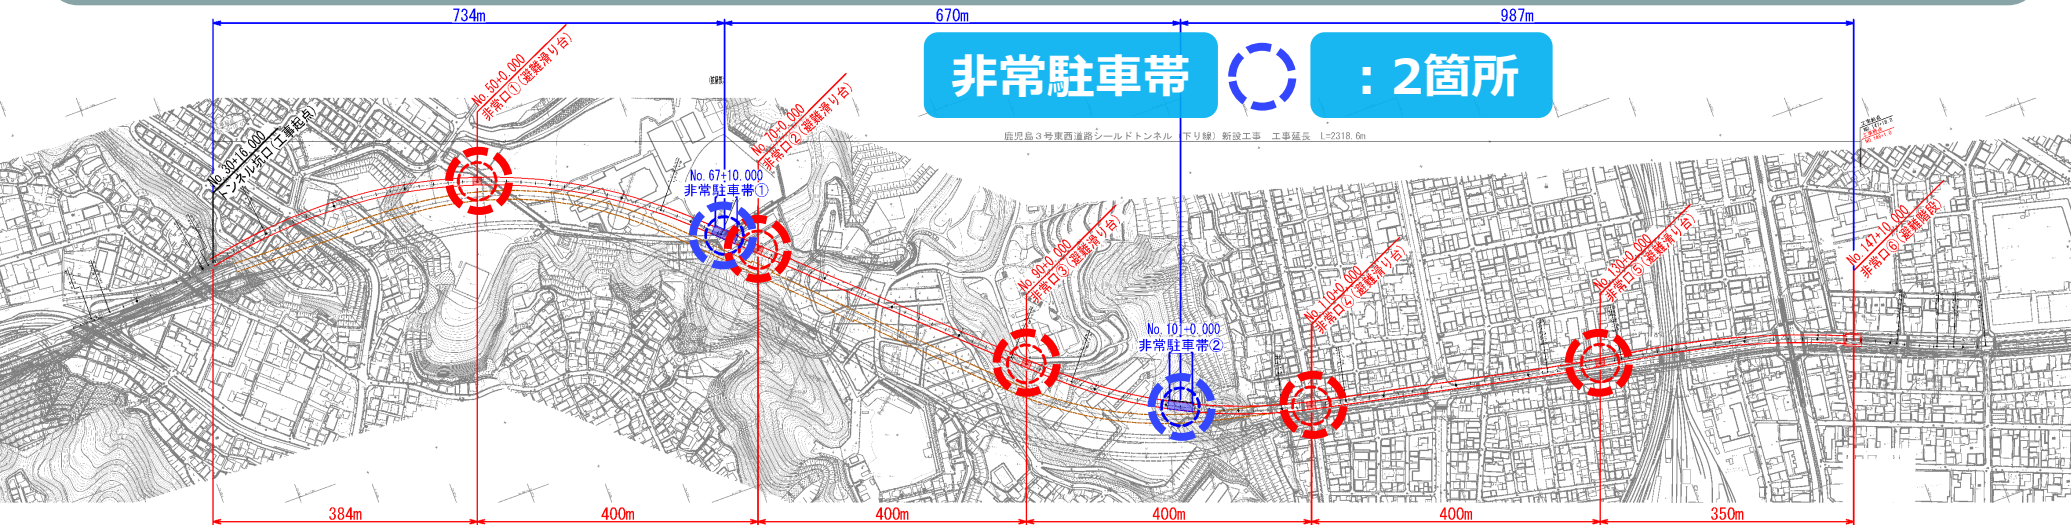 734m
670m
987m
非常駐車帯
：2箇所
鹿児島３号東西道路シールドトンネル（下り線）新設工事　工事延長　L=2318.6m
No.30+16.000
トンネル坑口(工事起点)
No.50+0.000
非常口①(避難滑り台)
No.67+10.000
非常駐車帯①
No.70+0.000
非常口②(避難滑り台)
No.90+0.000
非常口③(避難滑り台)
No.101+0.000
非常駐車帯②
No.110+0.000
非常口④(避難滑り台)
No.130+0.000
非常口⑤(避難滑り台)
No.147+10.000
非常口⑥(避難階段)
384m
400m
400m
400m
400m
350m